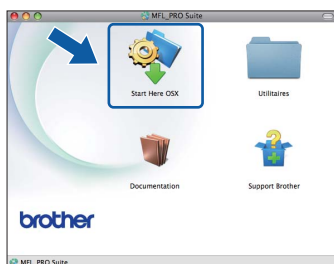 MFL_PRO Suite
Start Here OSX
Utilitaires
Documentation
Support Brother
brother
MFL_PRO Suite